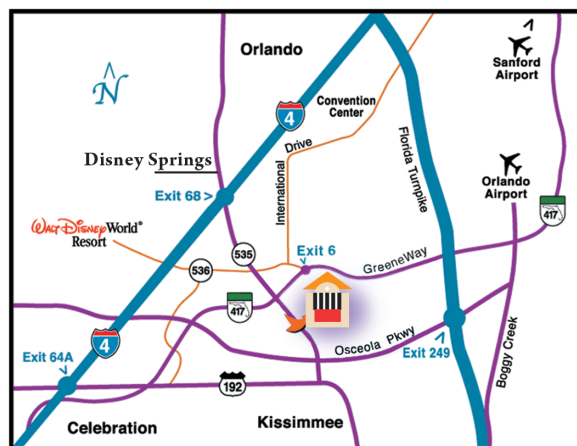 Orlando
N
Sanford
Airport
Convention
Center
4
Drive
Disney Springs
Florida Turnpike
Orlando
Airport
Exit 68 >
International
417
WALT DISNEY World®
Resort
535
Exit 6
536
GreeneWay
417
4
Osceola Pkwy
Exit 249
Exit 64A
Boggy Creek
192
Celebration
Kissimmee